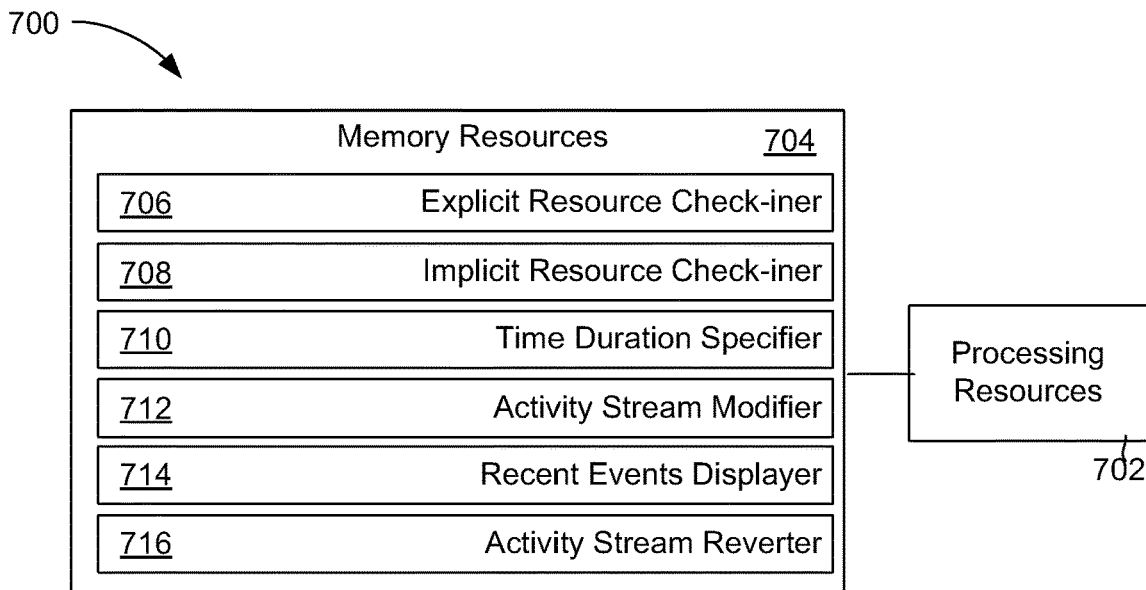 700
Memory Resources 704
706 Explicit Resource Check-iner
708 Implicit Resource Check-iner
710 Time Duration Specifier
712 Activity Stream Modifier
714 Recent Events Displayer
716 Activity Stream Reverter
Processing
Resources
702